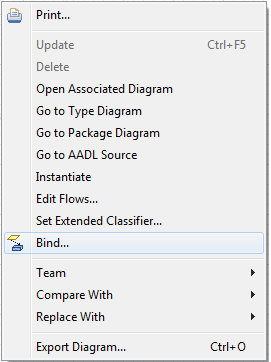 Print...
Update Ctrl+F5
Delete
Open Associated Diagram
Go to Type Diagram
Go to Package Diagram
Go to AADL Source
Instantiate
Edit Flows...
Set Extended Classifier...
Bind...
Team
Compare With
Replace With
Export Diagram... Ctrl+O